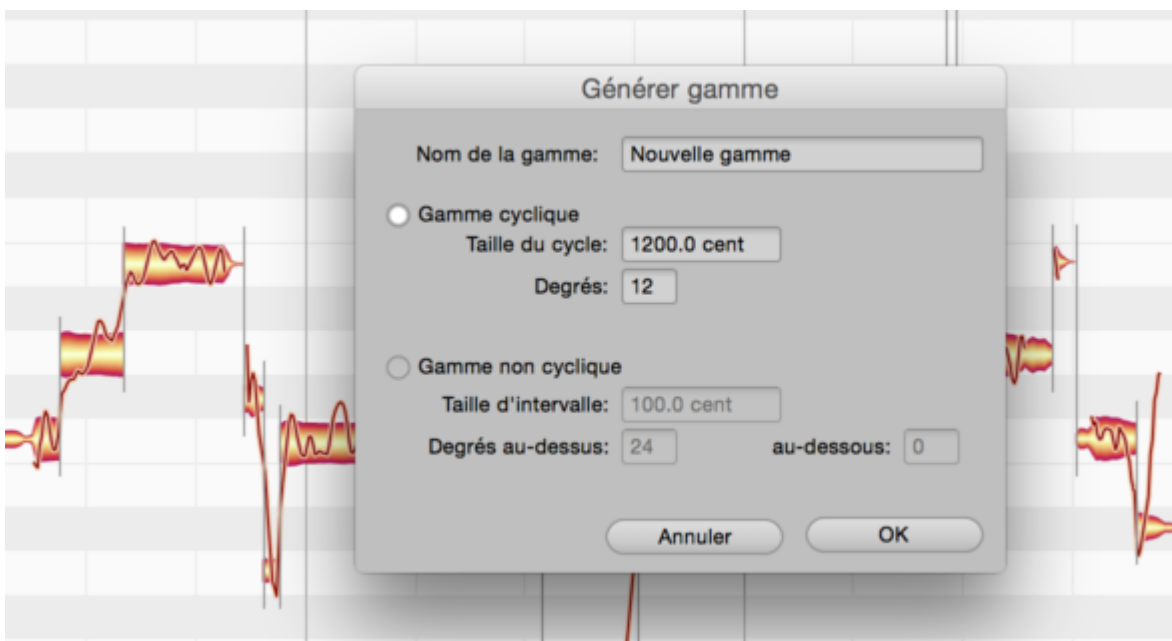 Générer gamme
Nom de la gamme: Nouvelle gamme
Gamme cyclique
Taille du cycle: 1200.0 cent
Degrés: 12
Gamme non cyclique
Taille d'intervalle: 100.0 cent
Degrés au-dessus: 24 au-dessous: 0
Annuler OK